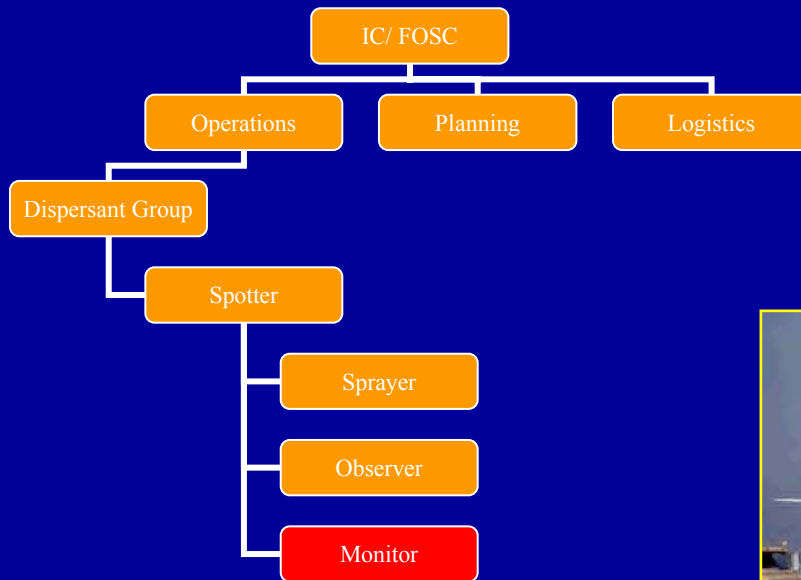 IC/ FOSC
Operations
Planning
Logistics
Dispersant Group
Spotter
Sprayer
Observer
Monitor